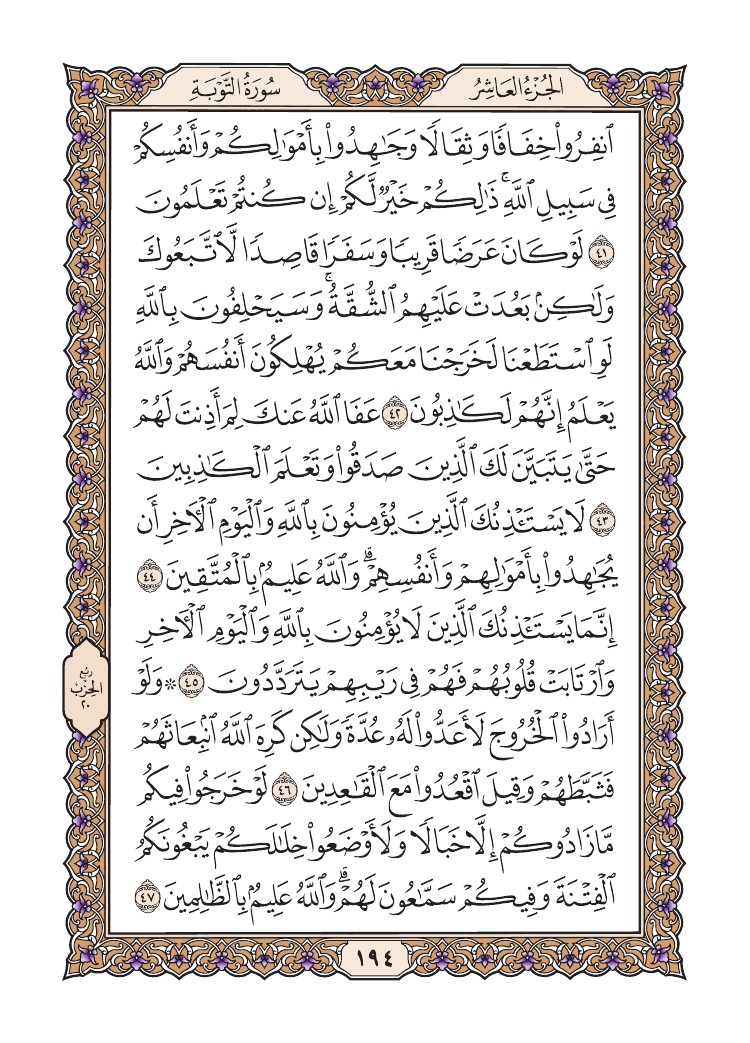 الجُزْءُ العَاشِرُ
سُورَةُ التَّوْبَةِ
ٱنفِرُوا۟ خِفَافًا وَثِقَالًا وَجَٰهِدُوا۟ بِأَمْوَٰلِكُمْ وَأَنفُسِكُمْ
فِى سَبِيلِ ٱللَّهِۚ ذَٰلِكُمْ خَيْرٌ لَّكُمْ إِن كُنتُمْ تَعْلَمُونَ
﴿٤١﴾ لَوْ كَانَ عَرَضًا قَرِيبًا وَسَفَرًا قَاصِدًا لَّٱتَّبَعُوكَ
وَلَٰكِنۢ بَعُدَتْ عَلَيْهِمُ ٱلشُّقَّةُۚ وَسَيَحْلِفُونَ بِٱللَّهِ
لَوِ ٱسْتَطَعْنَا لَخَرَجْنَا مَعَكُمْ يُهْلِكُونَ أَنفُسَهُمْ وَٱللَّهُ
يَعْلَمُ إِنَّهُمْ لَكَٰذِبُونَ ﴿٤٢﴾ عَفَا ٱللَّهُ عَنكَ لِمَ أَذِنتَ لَهُمْ
حَتَّىٰ يَتَبَيَّنَ لَكَ ٱلَّذِينَ صَدَقُوا۟ وَتَعْلَمَ ٱلْكَٰذِبِينَ
﴿٤٣﴾ لَا يَسْتَـْٔذِنُكَ ٱلَّذِينَ يُؤْمِنُونَ بِٱللَّهِ وَٱلْيَوْمِ ٱلْـَٔاخِرِ أَن
يُجَٰهِدُوا۟ بِأَمْوَٰلِهِمْ وَأَنفُسِهِمْۗ وَٱللَّهُ عَلِيمٌۢ بِٱلْمُتَّقِينَ ﴿٤٤﴾
إِنَّمَا يَسْتَـْٔذِنُكَ ٱلَّذِينَ لَا يُؤْمِنُونَ بِٱللَّهِ وَٱلْيَوْمِ ٱلْـَٔاخِرِ
وَٱرْتَابَتْ قُلُوبُهُمْ فَهُمْ فِى رَيْبِهِمْ يَتَرَدَّدُونَ ﴿٤٥﴾ * وَلَوْ
أَرَادُوا۟ ٱلْخُرُوجَ لَأَعَدُّوا۟ لَهُۥ عُدَّةً وَلَٰكِن كَرِهَ ٱللَّهُ ٱنۢبِعَاثَهُمْ
فَثَبَّطَهُمْ وَقِيلَ ٱقْعُدُوا۟ مَعَ ٱلْقَٰعِدِينَ ﴿٤٦﴾ لَوْ خَرَجُوا۟ فِيكُم
مَّا زَادُوكُمْ إِلَّا خَبَالًا وَلَأَوْضَعُوا۟ خِلَٰلَكُمْ يَبْغُونَكُمُ
ٱلْفِتْنَةَ وَفِيكُمْ سَمَّٰعُونَ لَهُمْۗ وَٱللَّهُ عَلِيمٌۢ بِٱلظَّٰلِمِينَ ﴿٤٧﴾
رُبْع
الحِزْب
٢٠
١٩٤